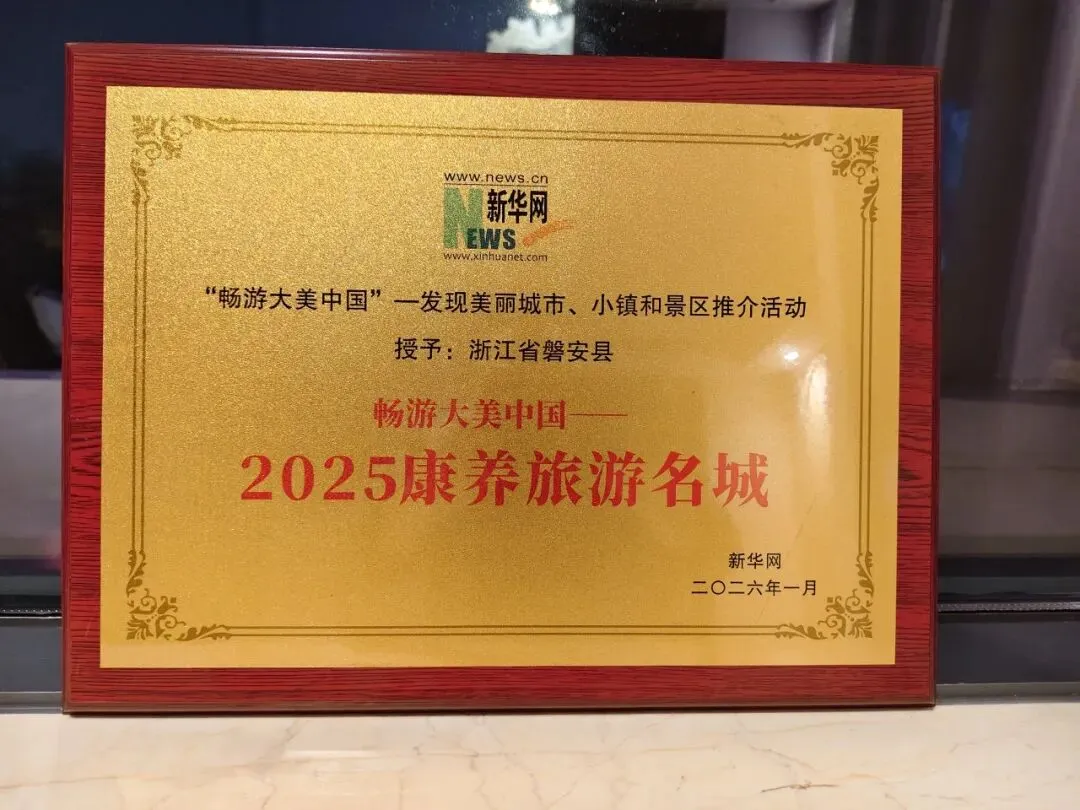 www.news.cn
新华网
NEWS
www.xinhuanet.com
“畅游大美中国”—发现美丽城市、小镇和景区推介活动
授予：浙江省磐安县
畅游大美中国——
2025康养旅游名城
新华网
二〇二六年一月